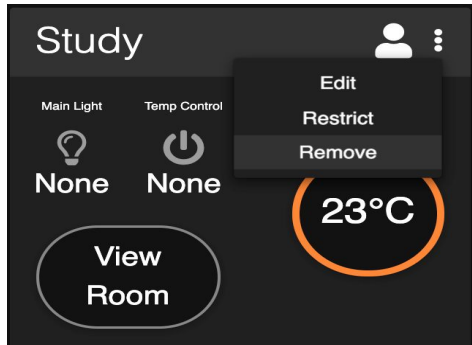 Study
Edit
Restrict
Remove
Main Light Temp Control
None None
23°C
View
Room